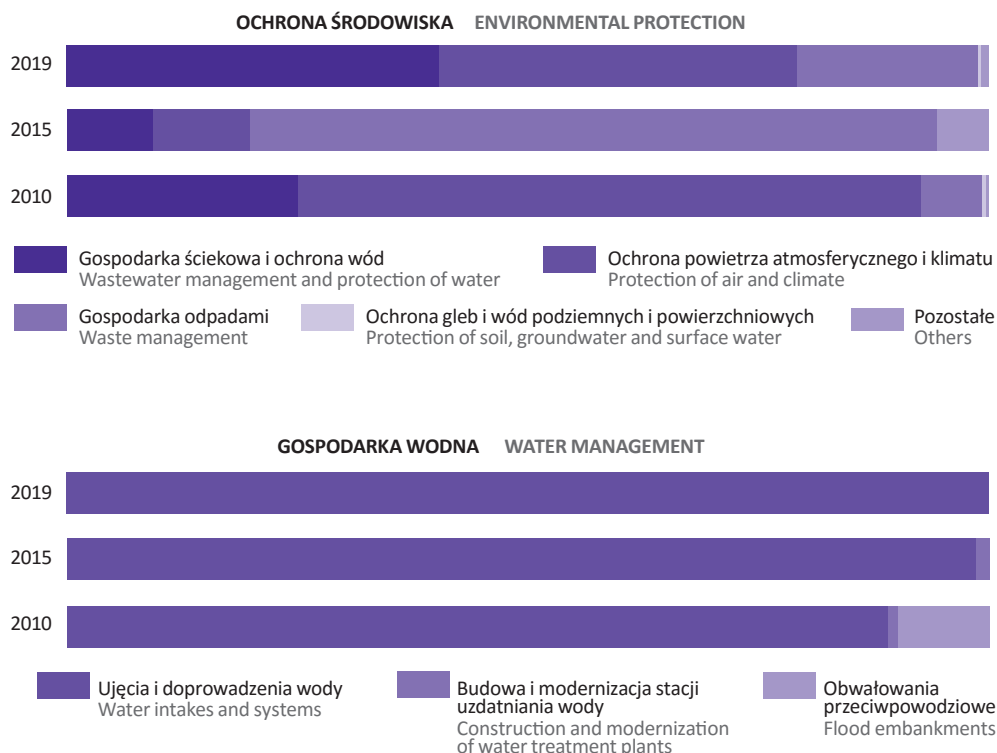 OCHRONA ŚRODOWISKA ENVIRONMENTAL PROTECTION
2019
2015
2010
Gospodarka ściekowa i ochrona wód
Wastewater management and protection of water
Ochrona powietrza atmosferycznego i klimatu
Protection of air and climate
Gospodarka odpadami
Waste management
Ochrona gleb i wód podziemnych i powierzchniowych
Protection of soil, groundwater and surface water
Pozostałe
Others
GOSPODARKA WODNA WATER MANAGEMENT
2019
2015
2010
Ujęcia i doprowadzenia wody
Water intakes and systems
Budowa i modernizacja stacji
uzdatniania wody
Construction and modernization
of water treatment plants
Obwałowania
przeciwpowodziowe
Flood embankments